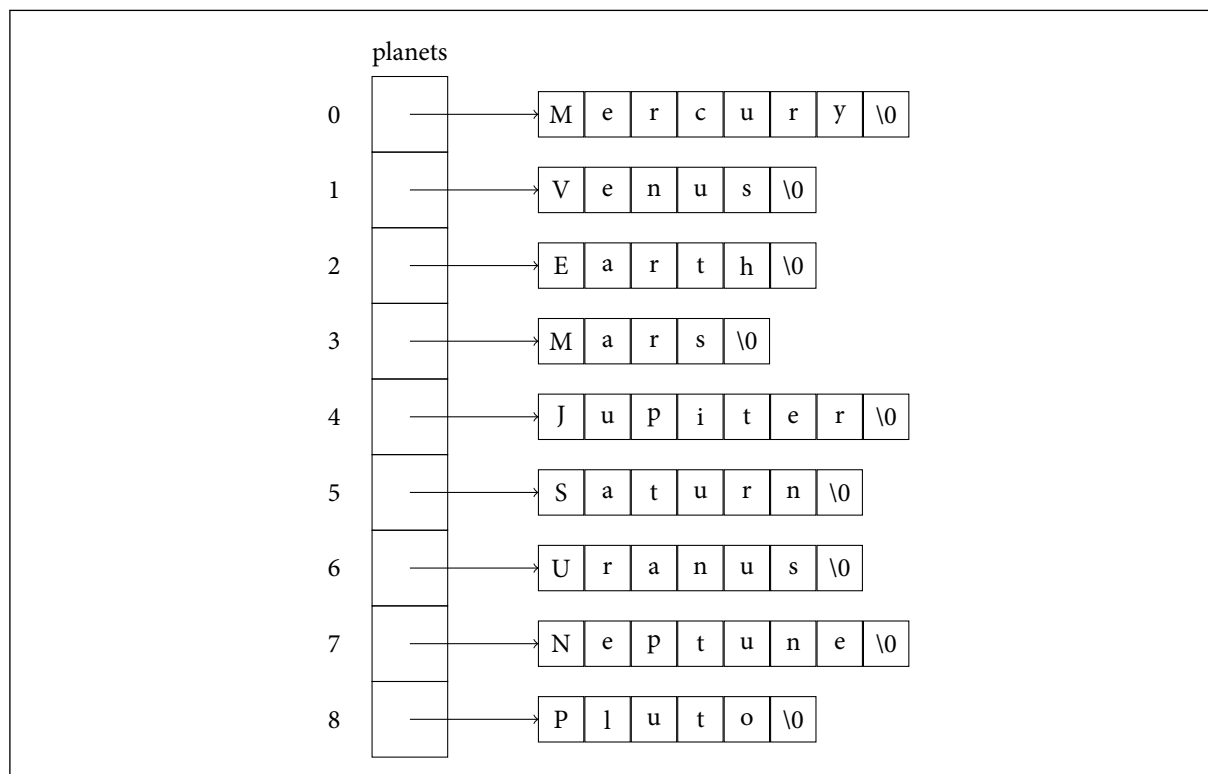 planets
0 M e r c u r y \0
1 V e n u s \0
2 E a r t h \0
3 M a r s \0
4 J u p i t e r \0
5 S a t u r n \0
6 U r a n u s \0
7 N e p t u n e \0
8 P l u t o \0